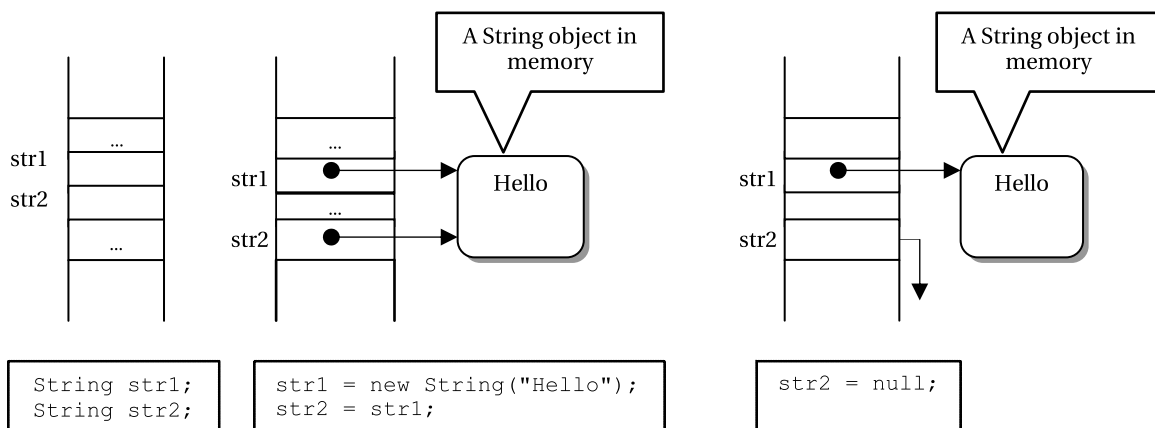 A String object in
memory
A String object in
memory
...
str1
str2
...
...
str1
...
str2
Hello
str1
str2
Hello
String str1;
String str2;
str1 = new String("Hello");
str2 = str1;
str2 = null;